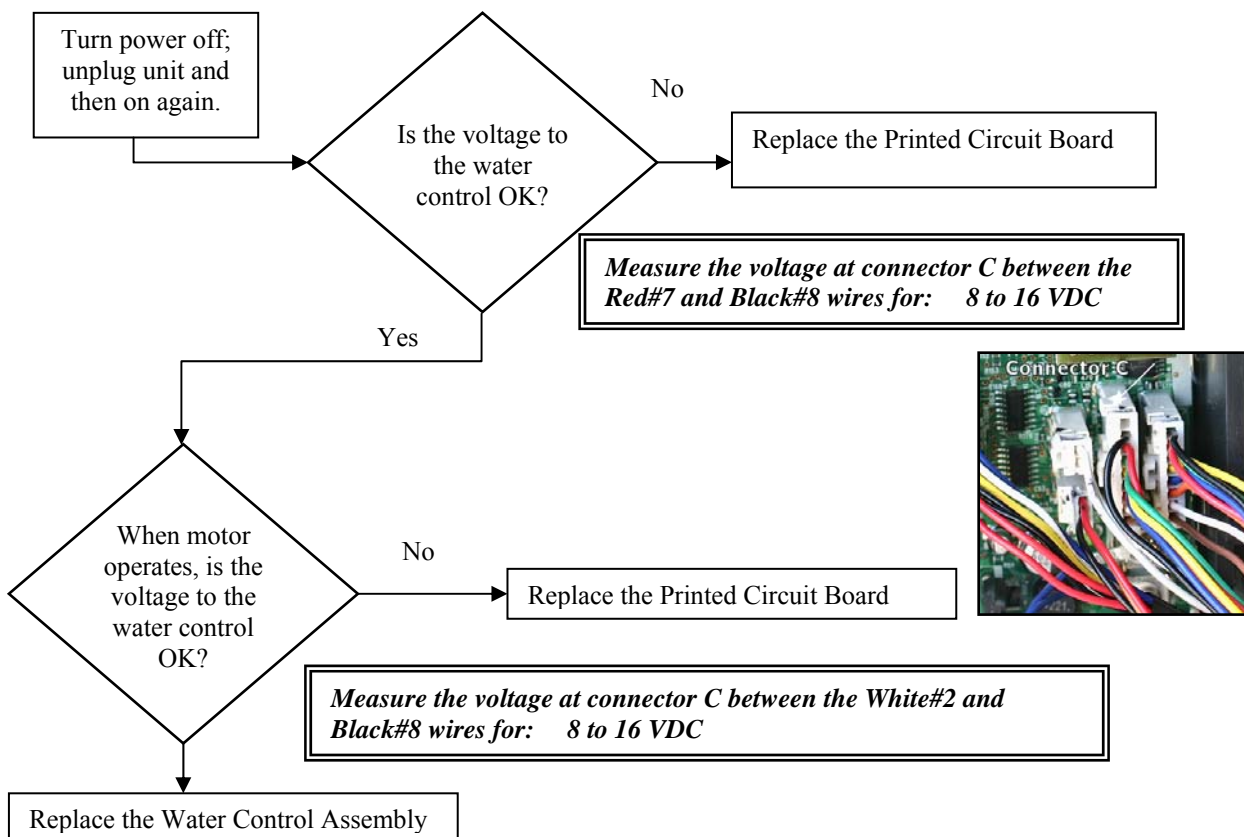 Turn power off;
unplug unit and
then on again.
Is the voltage to
the water
control OK?
No
Replace the Printed Circuit Board
Measure the voltage at connector C between the
Red#7 and Black#8 wires for: 8 to 16 VDC
Yes
Connector C
When motor
operates, is the
voltage to the
water control
OK?
No
Replace the Printed Circuit Board
Measure the voltage at connector C between the White#2 and
Black#8 wires for: 8 to 16 VDC
Replace the Water Control Assembly